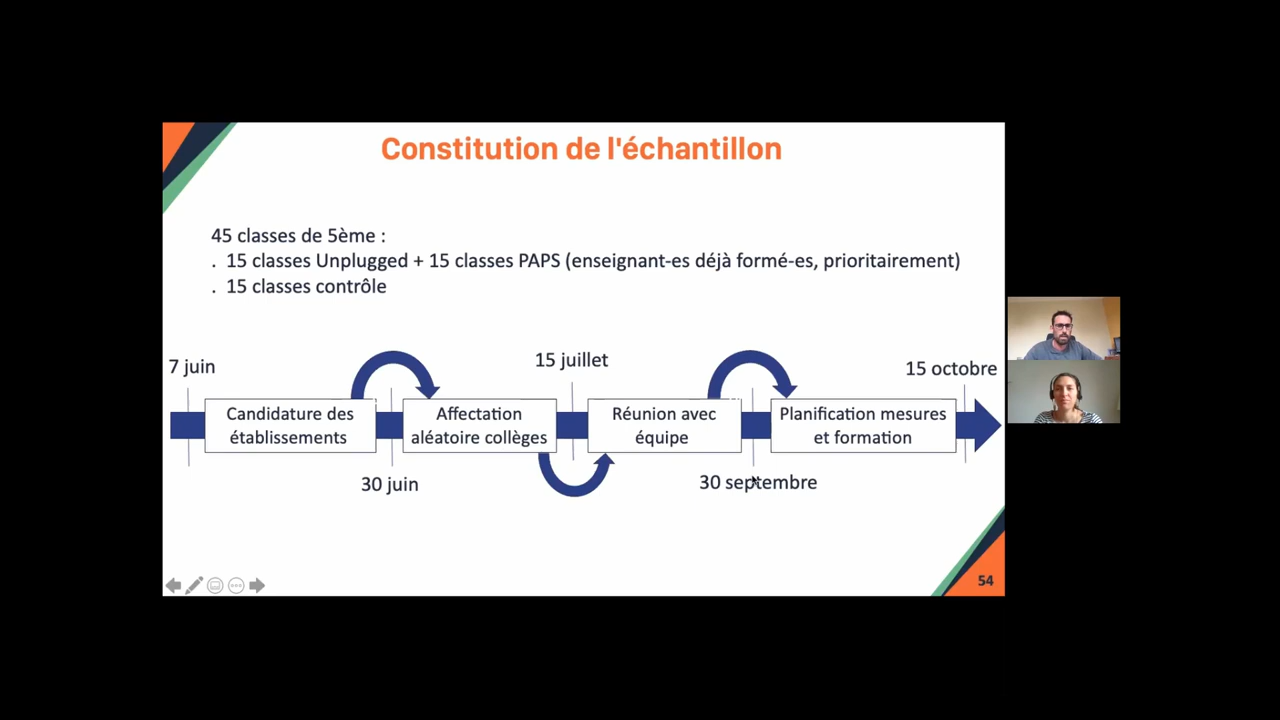 Constitution de l'échantillon
45 classes de 5ème :
. 15 classes Unplugged + 15 classes PAPS (enseignant-es déjà formé-es, prioritairement)
. 15 classes contrôle
7 juin
15 juillet
15 octobre
Candidature des
établissements
Affectation
aléatoire collèges
Réunion avec
équipe
Planification mesures
et formation
30 juin
30 septembre
54